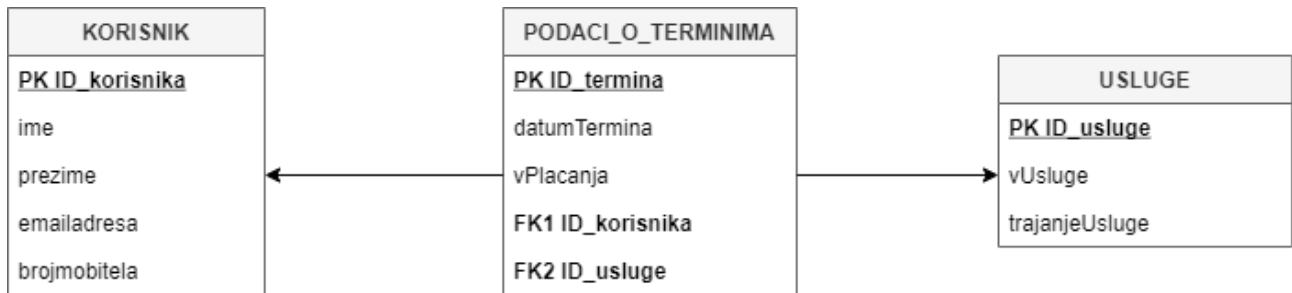 KORISNIK
PK ID_korisnika
ime
prezime
emailadresa
brojmobitela
PODACI_O_TERMINIMA
PK ID_termina
datumTermina
vPlacanja
FK1 ID_korisnika
FK2 ID_usluge
USLUGE
PK ID_usluge
vUsluge
trajanjeUsluge